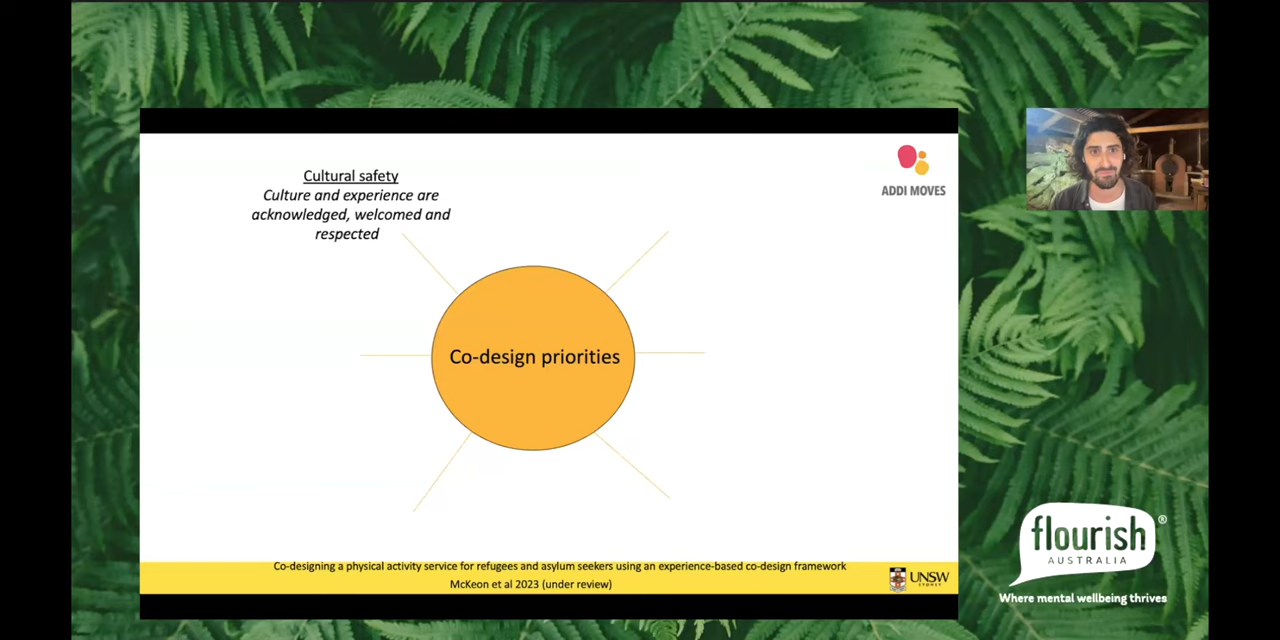 Cultural safety
Culture and experience are
acknowledged, welcomed and
respected
ADDI MOVES
Co-design priorities
Co-designing a physical activity service for refugees and asylum seekers using an experience-based co-design framework
McKeon et al 2023 (under review)
UNSW
SYDNEY
flourish®
AUSTRALIA
Where mental wellbeing thrives